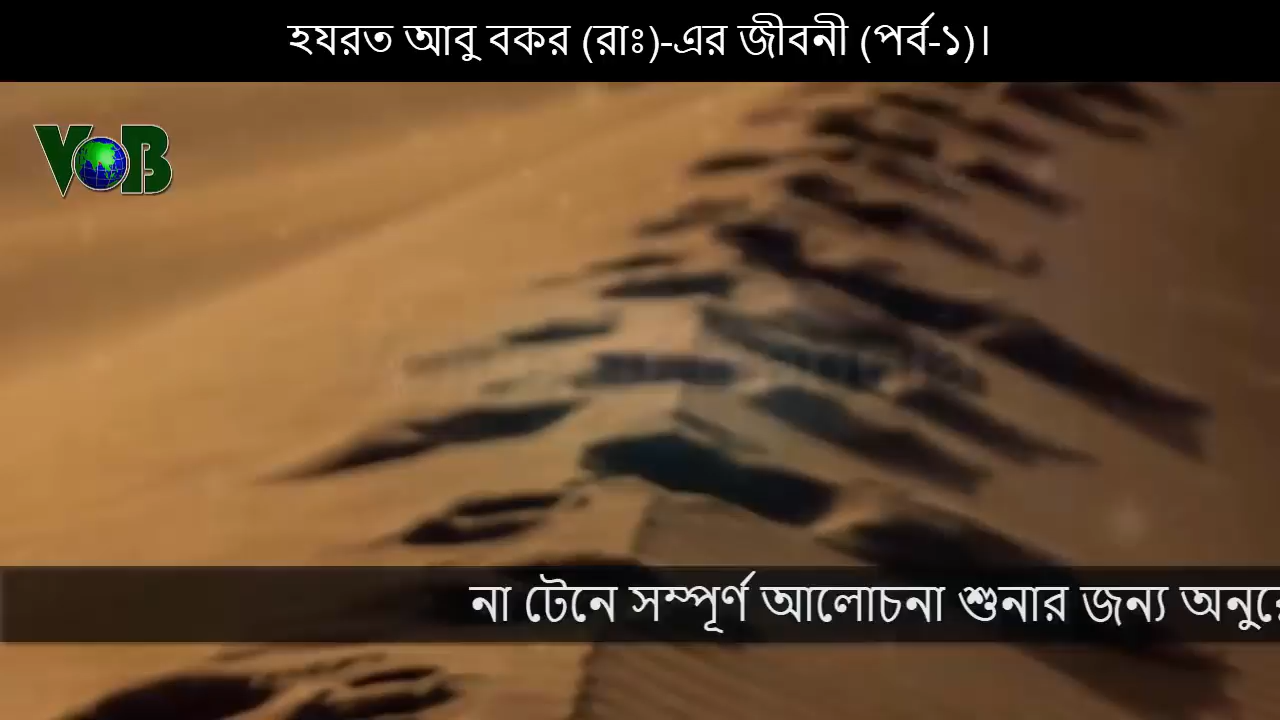 হযরত আবু বকর (রাঃ)-এর জীবনী (পর্ব-১)।
VOB
না টেনে সম্পূর্ণ আলোচনা শুনার জন্য